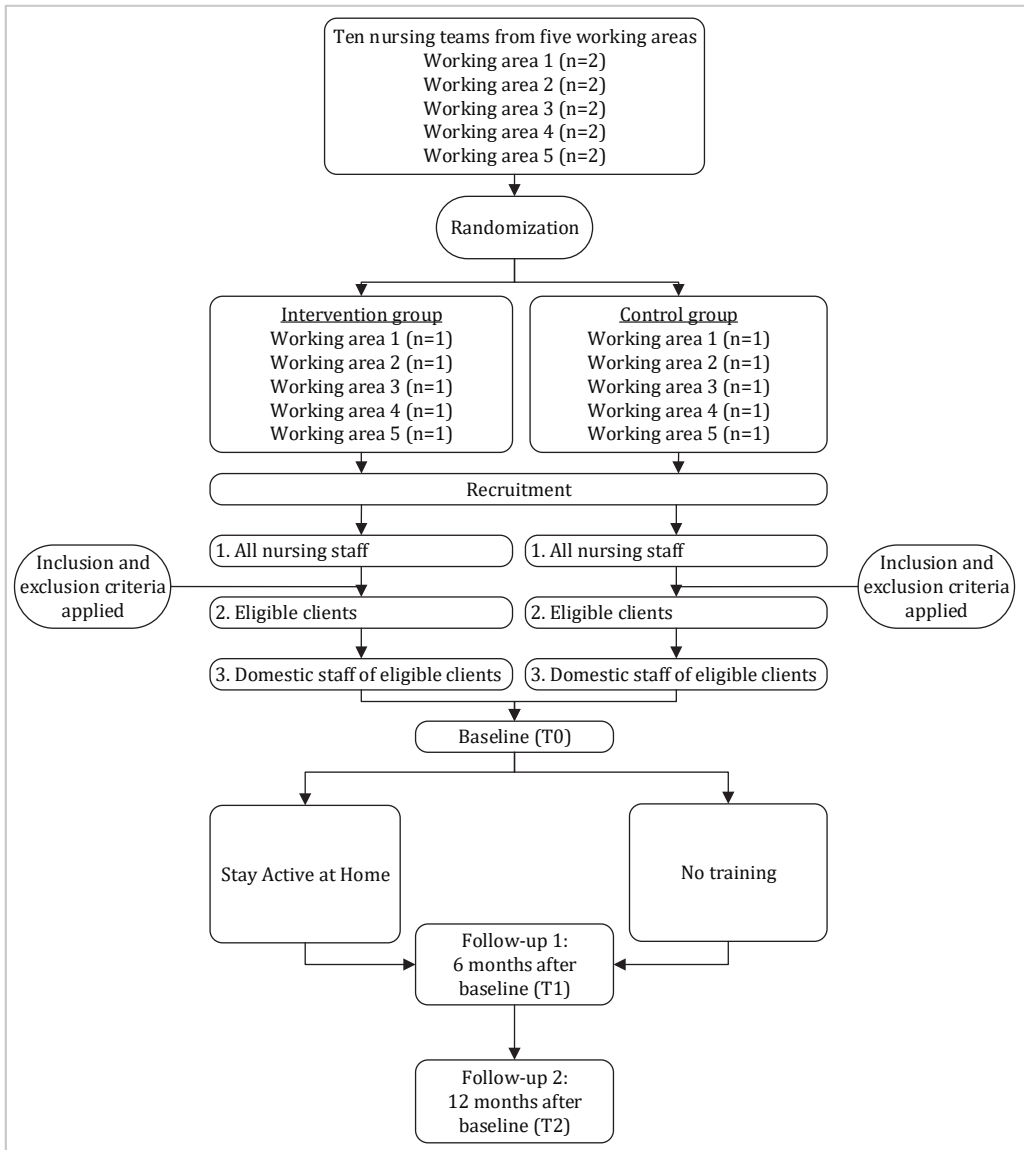 Ten nursing teams from five working areas
Working area 1 (n=2)
Working area 2 (n=2)
Working area 3 (n=2)
Working area 4 (n=2)
Working area 5 (n=2)
Randomization
Intervention group
Working area 1 (n=1)
Working area 2 (n=1)
Working area 3 (n=1)
Working area 4 (n=1)
Working area 5 (n=1)
Control group
Working area 1 (n=1)
Working area 2 (n=1)
Working area 3 (n=1)
Working area 4 (n=1)
Working area 5 (n=1)
Recruitment
1. All nursing staff
1. All nursing staff
Inclusion and
exclusion criteria
applied
Inclusion and
exclusion criteria
applied
2. Eligible clients
2. Eligible clients
3. Domestic staff of eligible clients
3. Domestic staff of eligible clients
Baseline (T0)
Stay Active at Home
No training
Follow-up 1:
6 months after
baseline (T1)
Follow-up 2:
12 months after
baseline (T2)